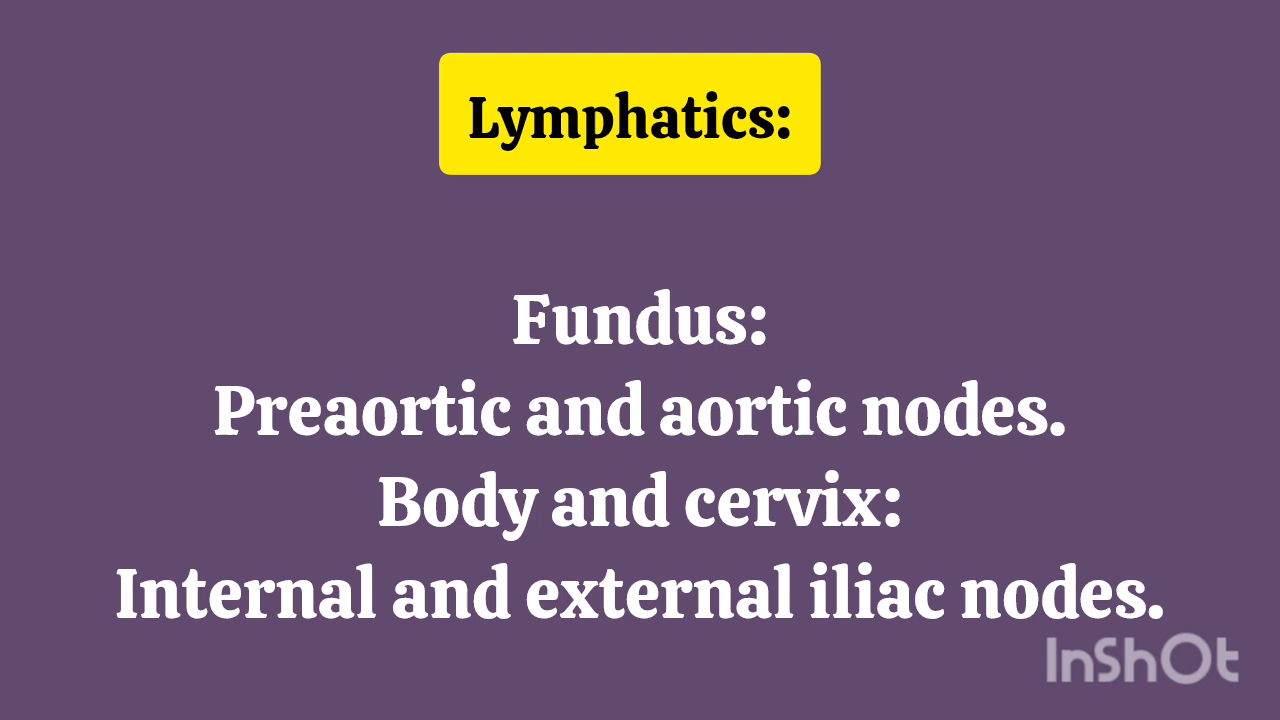 Lymphatics:
Fundus:
Preaortic and aortic nodes.
Body and cervix:
Internal and external iliac nodes.
InShOt